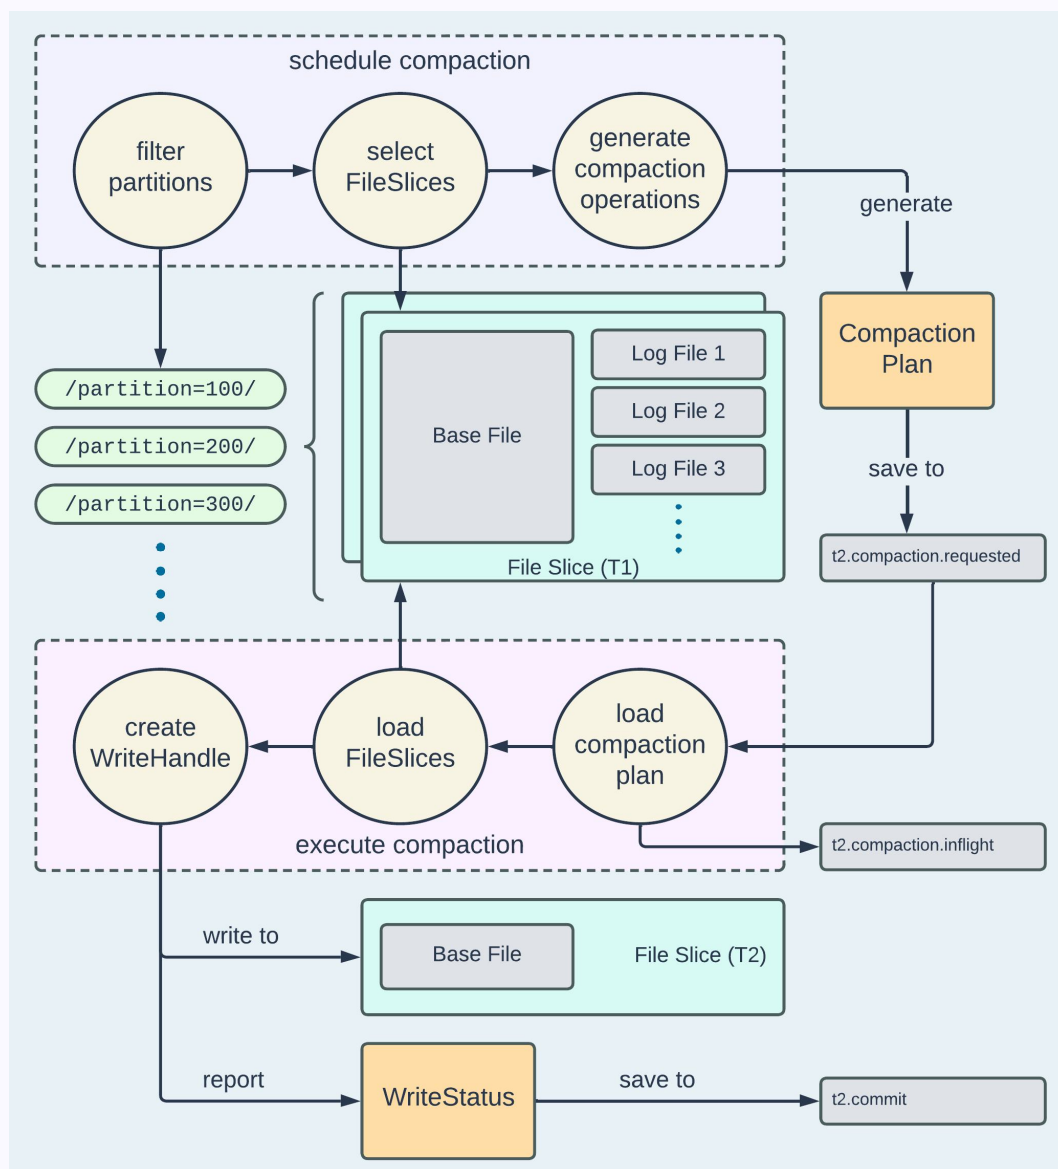 schedule compaction
filter
partitions
select
FileSlices
generate
compaction
operations
generate
Compaction
Plan
/partition=100/
/partition=200/
/partition=300/
Base File
Log File 1
Log File 2
Log File 3
File Slice (T1)
save to
t2.compaction.requested
create
WriteHandle
load
FileSlices
load
compaction
plan
execute compaction
t2.compaction.inflight
write to
Base File
File Slice (T2)
report
WriteStatus
save to
t2.commit